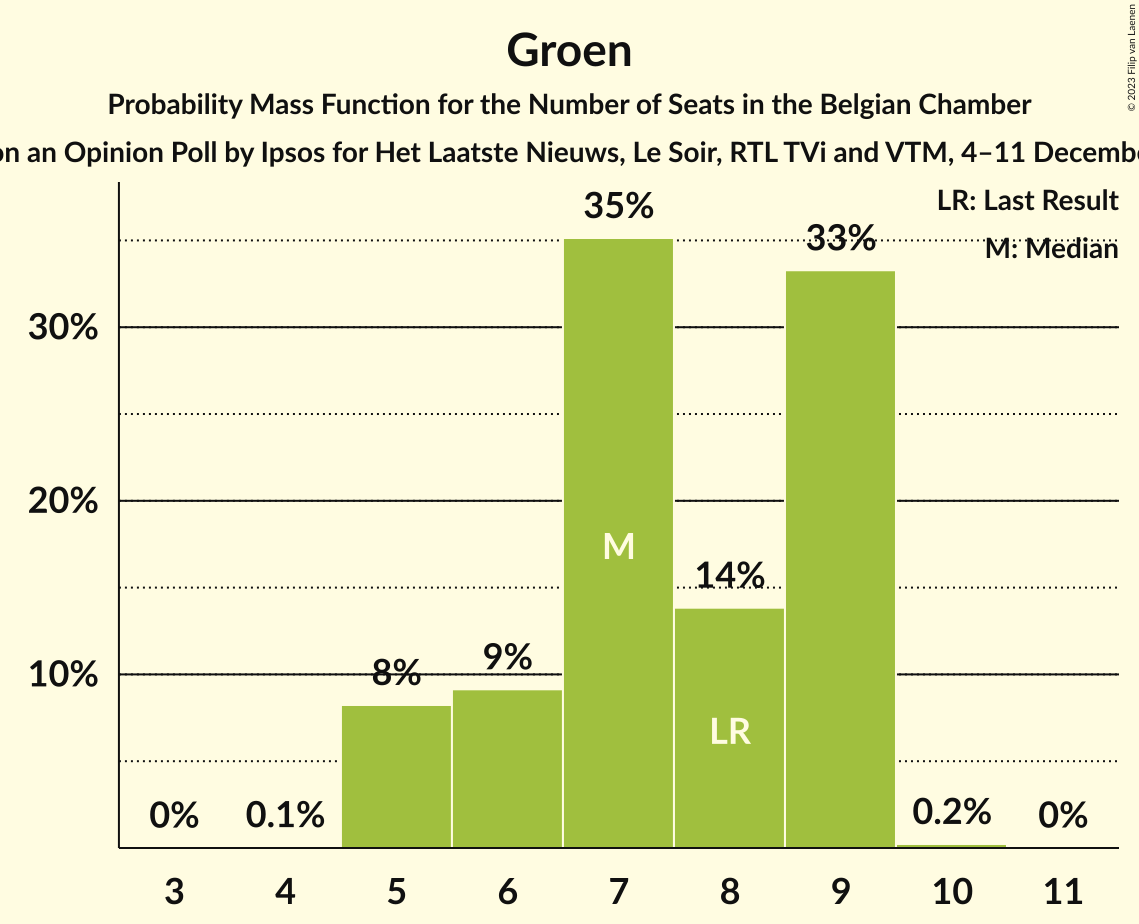 Groen
Probability Mass Function for the Number of Seats in the Belgian Chamber
on an Opinion Poll by Ipsos for Het Laatste Nieuws, Le Soir, RTL TVi and VTM, 4–11 Decembe
© 2023 Filip van Laenen
LR: Last Result
M: Median
35%
33%
30%
20%
M
14%
10%
8%
9%
LR
0%
0.1%
0.2%
0%
3 4 5 6 7 8 9 10 11